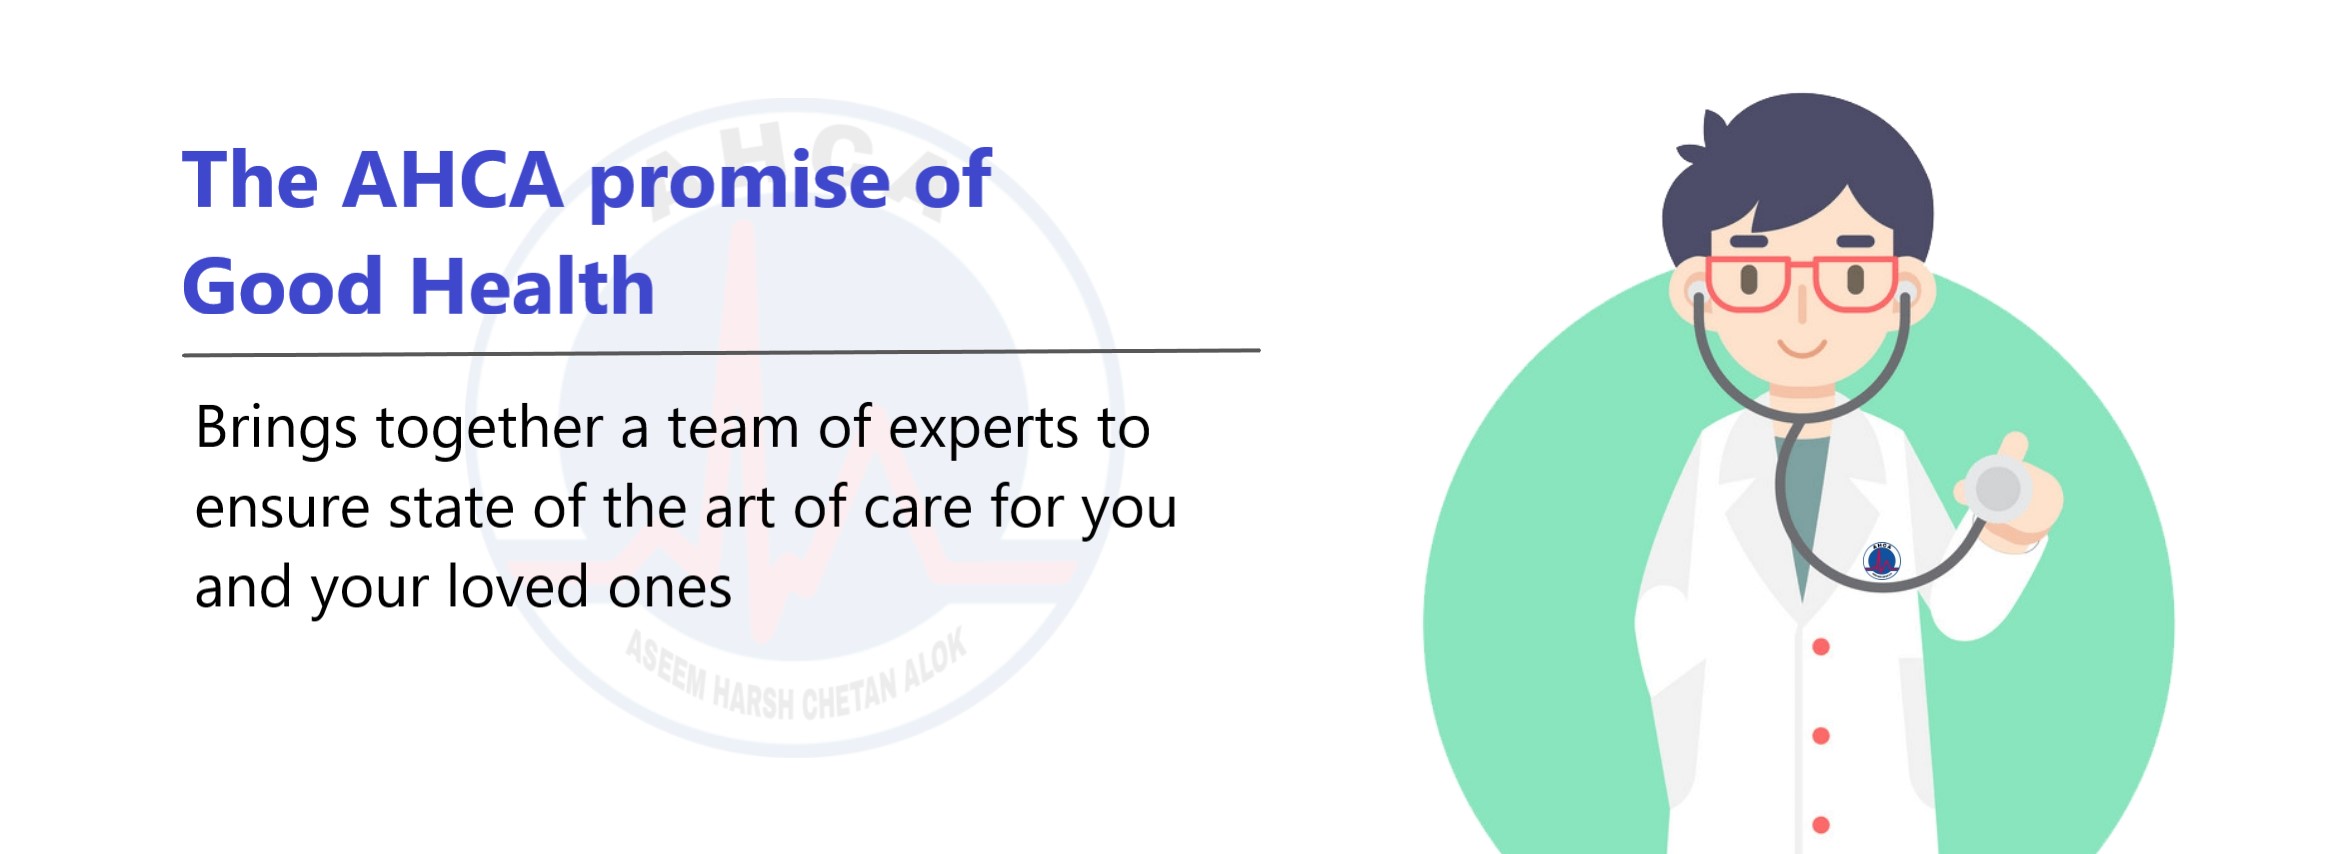 AHCA
The AHCA promise of
Good Health
Brings together a team of experts to
ensure state of the art of care for you
and your loved ones
ASEEM HARSH CHETAN ALOK
AHCA